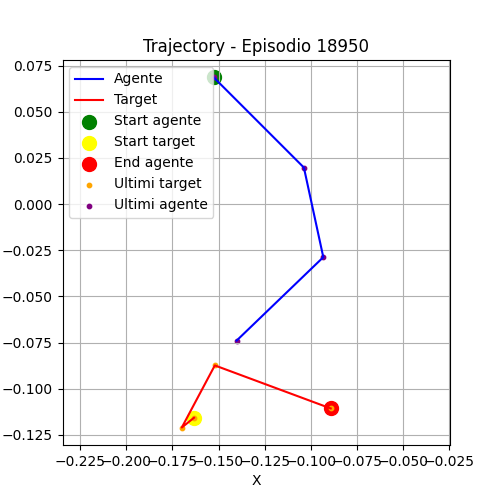 Trajectory - Episodio 18950
Agente
Target
Start agente
Start target
End agente
Ultimi target
Ultimi agente
0.075
0.050
0.025
0.000
−0.025
−0.050
−0.075
−0.100
−0.125
−0.225 −0.200 −0.175 −0.150 −0.125 −0.100 −0.075 −0.050 −0.025
X